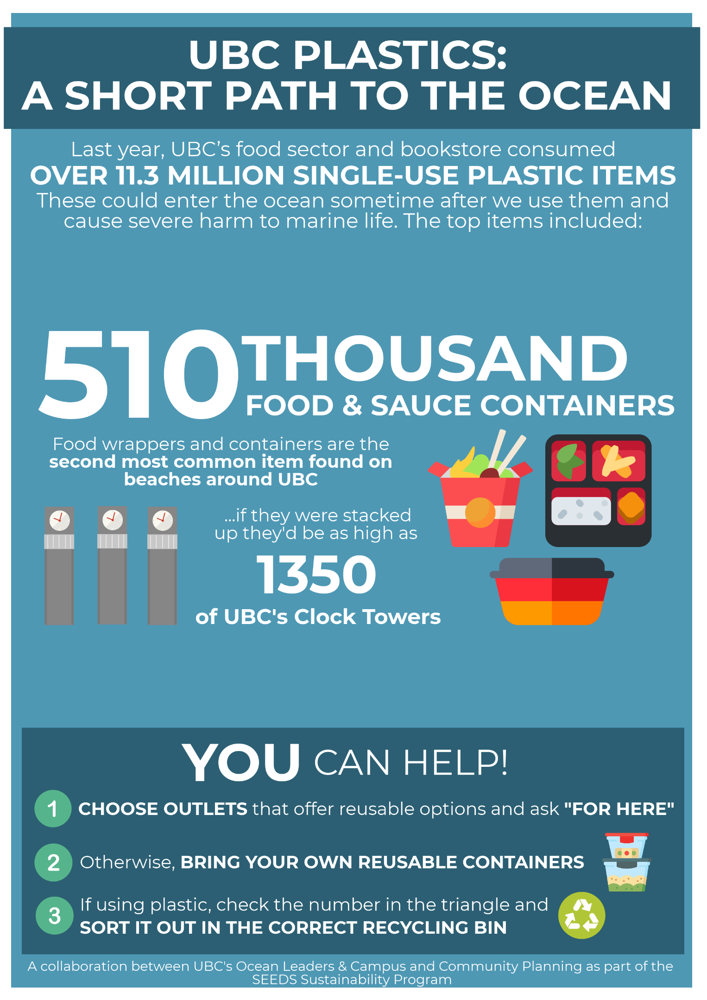 UBC PLASTICS:
A SHORT PATH TO THE OCEAN
Last year, UBC's food sector and bookstore consumed
OVER 11.3 MILLION SINGLE-USE PLASTIC ITEMS
These could enter the ocean sometime after we use them and
cause severe harm to marine life. The top items included:
510 THOUSAND
FOOD & SAUCE CONTAINERS
Food wrappers and containers are the
second most common item found on
beaches around UBC
...if they were stacked
up they'd be as high as
1350
of UBC's Clock Towers
YOU CAN HELP!
1 CHOOSE OUTLETS that offer reusable options and ask "FOR HERE"
2 Otherwise, BRING YOUR OWN REUSABLE CONTAINERS
3 If using plastic, check the number in the triangle and
SORT IT OUT IN THE CORRECT RECYCLING BIN
A collaboration between UBC's Ocean Leaders & Campus and Community Planning as part of the
SEEDS Sustainability Program